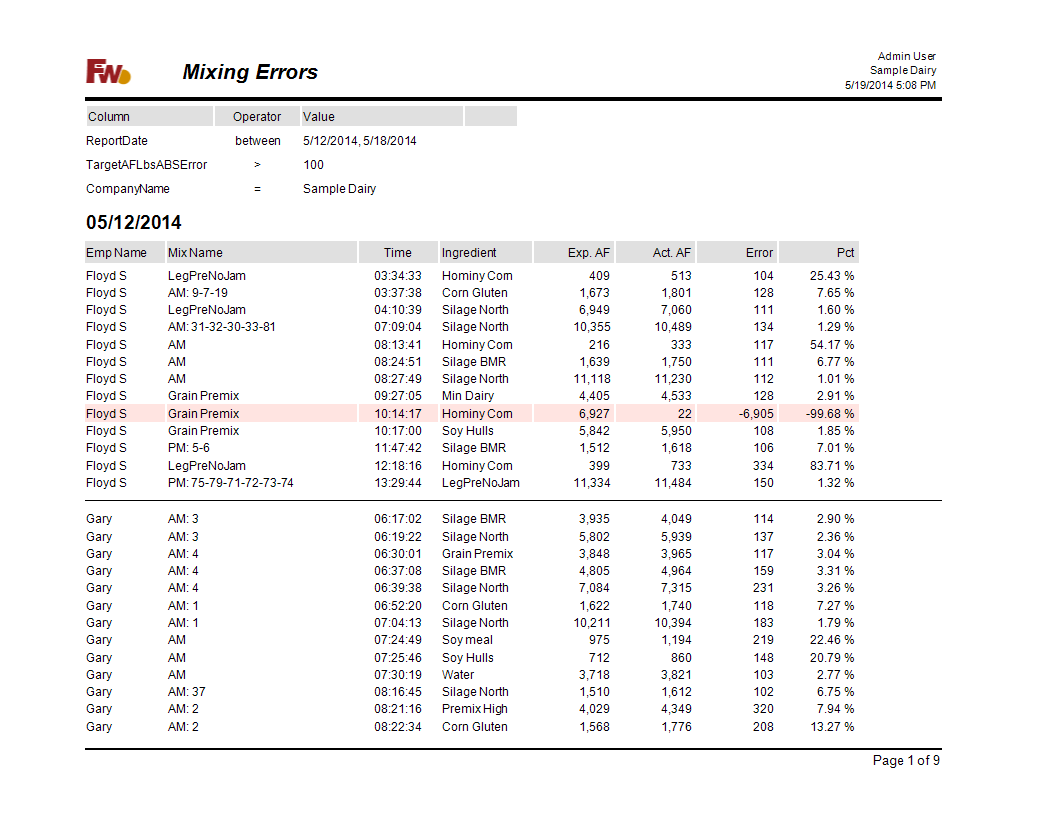 FW
Mixing Errors
Admin User
Sample Dairy
5/19/2014 5:08 PM
Column Operator Value
ReportDate between 5/12/2014, 5/18/2014
TargetAFLbsABSError > 100
CompanyName = Sample Dairy
05/12/2014
Emp Name Mix Name Time Ingredient Exp. AF Act. AF Error Pct
Floyd S LegPreNoJam 03:34:33 Hominy Corn 409 513 104 25.43 %
Floyd S AM: 9-7-19 03:37:38 Corn Gluten 1,673 1,801 128 7.65 %
Floyd S LegPreNoJam 04:10:39 Silage North 6,949 7,060 111 1.60 %
Floyd S AM: 31-32-30-33-81 07:09:04 Silage North 10,355 10,489 134 1.29 %
Floyd S AM 08:13:41 Hominy Corn 216 333 117 54.17 %
Floyd S AM 08:24:51 Silage BMR 1,639 1,750 111 6.77 %
Floyd S AM 08:27:49 Silage North 11,118 11,230 112 1.01 %
Floyd S Grain Premix 09:27:05 Min Dairy 4,405 4,533 128 2.91 %
Floyd S Grain Premix 10:14:17 Hominy Corn 6,927 22 -6,905 -99.68 %
Floyd S Grain Premix 10:17:00 Soy Hulls 5,842 5,950 108 1.85 %
Floyd S PM: 5-6 11:47:42 Silage BMR 1,512 1,618 106 7.01 %
Floyd S LegPreNoJam 12:18:16 Hominy Corn 399 733 334 83.71 %
Floyd S PM: 75-79-71-72-73-74 13:29:44 LegPreNoJam 11,334 11,484 150 1.32 %
Gary AM: 3 06:17:02 Silage BMR 3,935 4,049 114 2.90 %
Gary AM: 3 06:19:22 Silage North 5,802 5,939 137 2.36 %
Gary AM: 4 06:30:01 Grain Premix 3,848 3,965 117 3.04 %
Gary AM: 4 06:37:08 Silage BMR 4,805 4,964 159 3.31 %
Gary AM: 4 06:39:38 Silage North 7,084 7,315 231 3.26 %
Gary AM: 1 06:52:20 Corn Gluten 1,622 1,740 118 7.27 %
Gary AM: 1 07:04:13 Silage North 10,211 10,394 183 1.79 %
Gary AM 07:24:49 Soy meal 975 1,194 219 22.46 %
Gary AM 07:25:46 Soy Hulls 712 860 148 20.79 %
Gary AM 07:30:19 Water 3,718 3,821 103 2.77 %
Gary AM: 37 08:16:45 Silage North 1,510 1,612 102 6.75 %
Gary AM: 2 08:21:16 Premix High 4,029 4,349 320 7.94 %
Gary AM: 2 08:22:34 Corn Gluten 1,568 1,776 208 13.27 %
Page 1 of 9